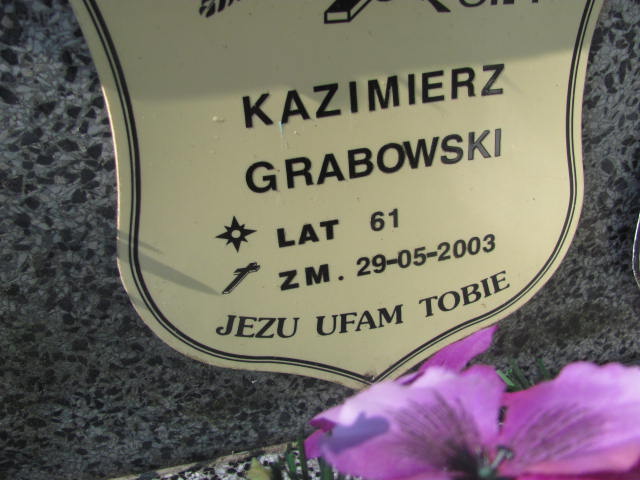 KAZIMIERZ
GRABOWSKI
LAT 61
ZM. 29-05-2003
JEZU UFAM TOBIE